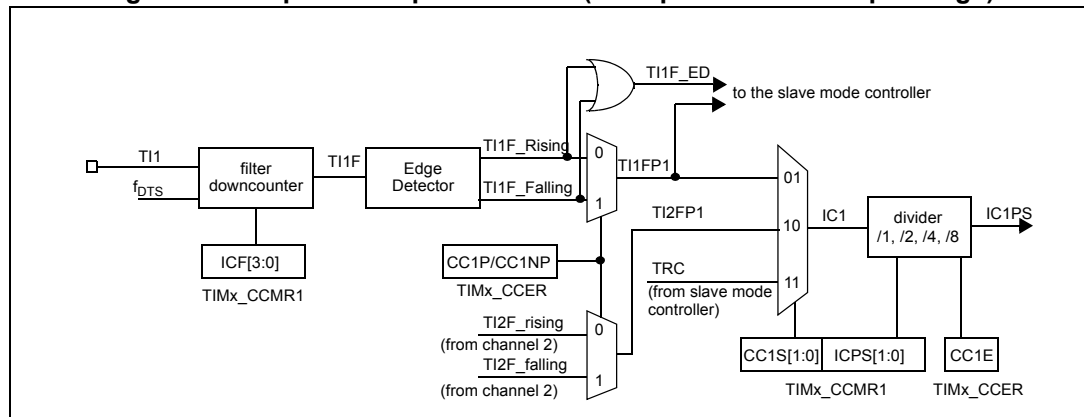 TI1F_ED
to the slave mode controller
TI1
f DTS
filter
downcounter
TI1F
Edge
Detector
TI1F_Rising
TI1F_Falling
0
1
TI1FP1
01
TI2FP1
10
IC1
divider
/1, /2, /4, /8
IC1PS
ICF[3:0]
TIMx_CCMR1
CC1P/CC1NP
TIMx_CCER
TRC
(from slave mode
controller)
11
TI2F_rising
(from channel 2)
0
TI2F_falling
1
(from channel 2)
CC1S[1:0]
ICPS[1:0]
CC1E
TIMx_CCMR1
TIMx_CCER